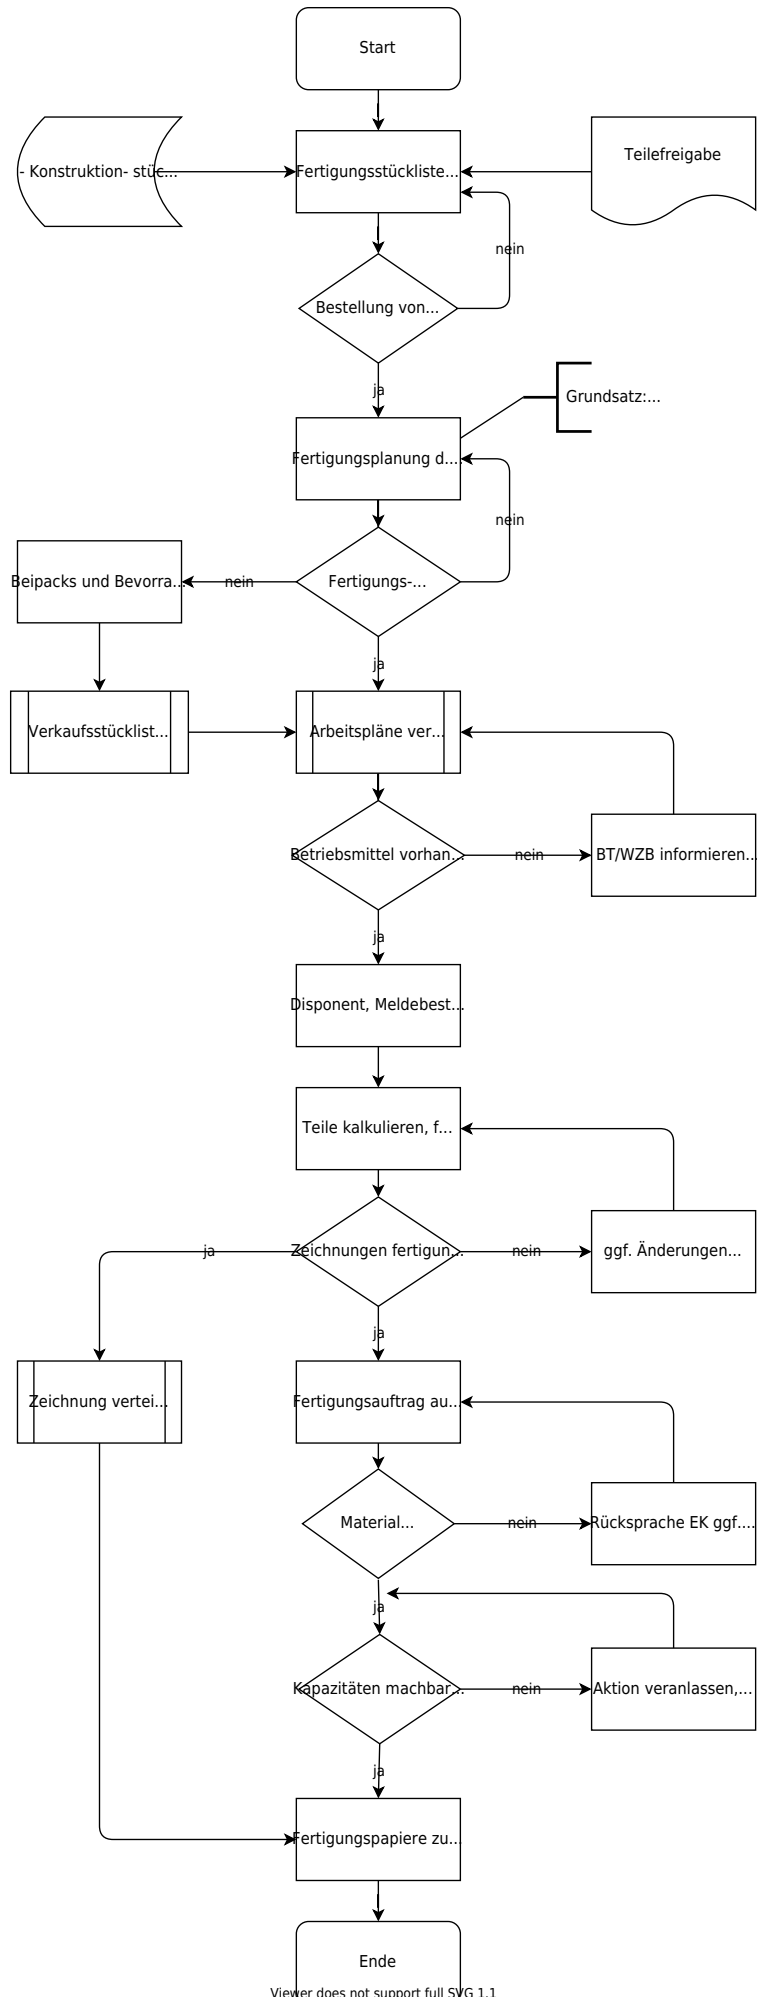 Start
- Konstruktion- stüc...
Fertigungsstückliste...
Teilefreigabe
nein
Bestellung von...
ja
Grundsatz:...
Fertigungsplanung d...
nein
Beipacks und Bevorra...
nein
Fertigungs-...
ja
Verkaufsstücklist...
Arbeitspläne ver...
Betriebsmittel vorhan...
nein
BT/WZB informieren...
ja
Disponent, Meldebest...
Teile kalkulieren, f...
ja
Zeichnungen fertigun...
nein
ggf. Änderungen...
ja
Zeichnung vertei...
Fertigungsauftrag au...
Material...
nein
Rücksprache EK ggf....
ja
Kapazitäten machbar...
nein
Aktion veranlassen,...
ja
Fertigungspapiere zu...
Ende
Viewer does not support full SVG 1.1